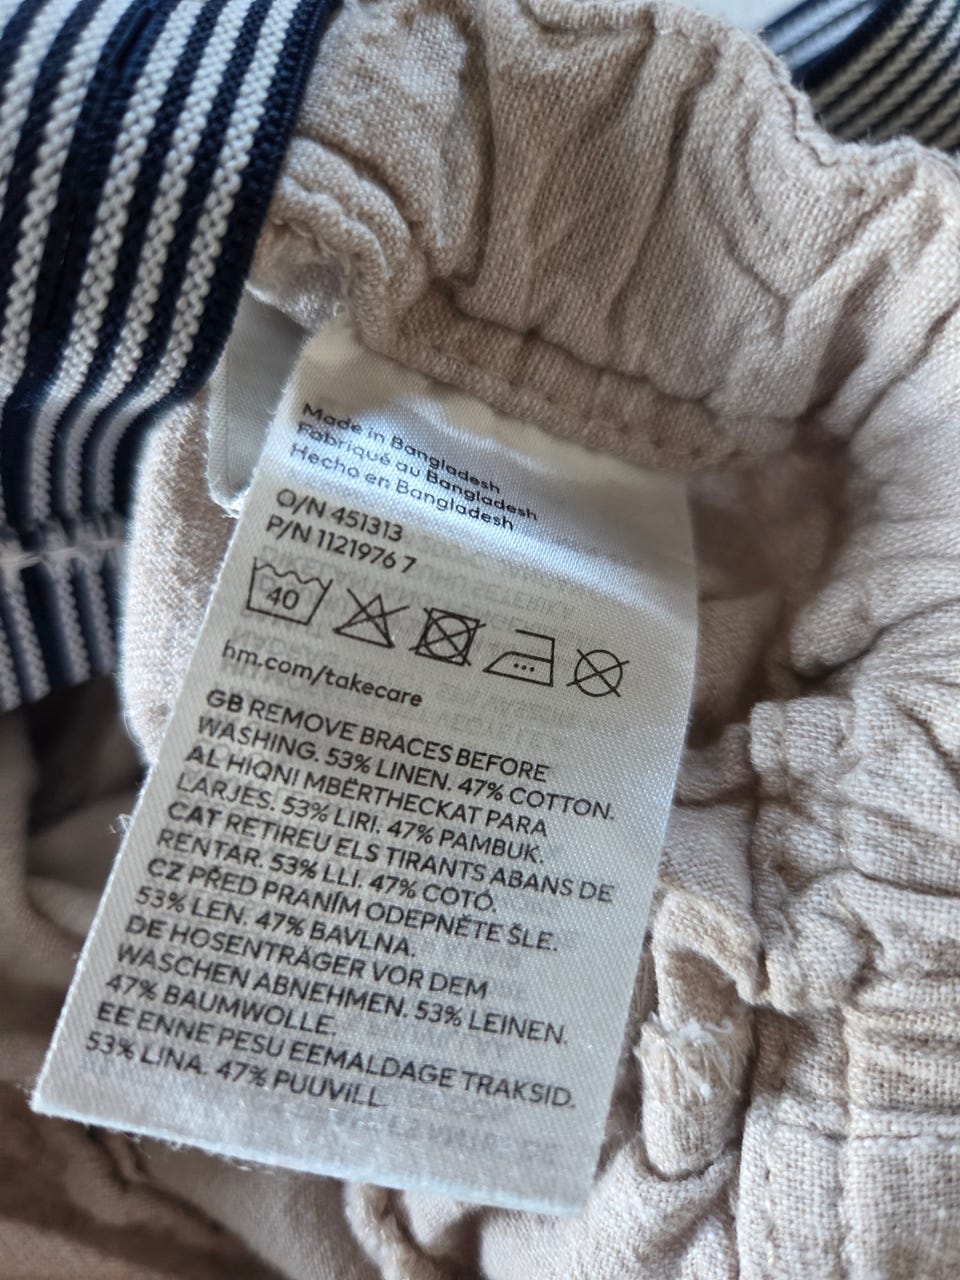 Made in Bangladesh
Fabriqué au Bangladesh
Hecho en Bangladesh
O/N 451313
P/N 1121976 7
40
hm.com/takecare
GB REMOVE BRACES BEFORE
WASHING. 53% LINEN. 47% COTTON.
AL HIQNI MBËRTHECKAT PARA
LARJES. 53% LIRI. 47% PAMBUK.
CAT RETIREU ELS TIRANTS ABANS DE
RENTAR. 53% LLI. 47% COTÓ.
CZ PŘED PRANÍM ODEPNĚTE ŠLE.
53% LEN. 47% BAVLNA.
DE HOSENTRÄGER VOR DEM
WASCHEN ABNEHMEN. 53% LEINEN.
47% BAUMWOLLE.
EE ENNE PESU EEMALDAGE TRAKSID.
53% LINA. 47% PUUVILL